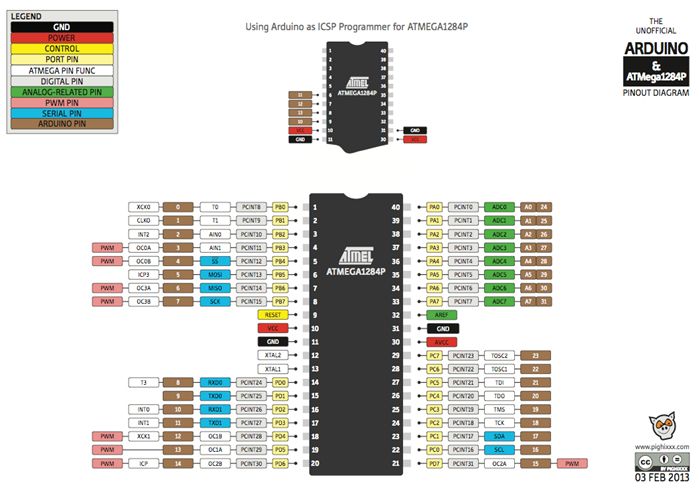 LEGEND
GND
POWER
CONTROL
PORT PIN
ATMEGA PIN FUNC
DIGITAL PIN
ANALOG-RELATED PIN
PWM PIN
SERIAL PIN
ARDUINO PIN
Using Arduino as ICSP Programmer for ATMEGA1284P
THE
UNOFFICIAL
ARDUINO
&
ATMega1284P
PINOUT DIAGRAM
1 40
2 39
3 38
4 37
5 36
11 6 35
12 7 34
13 8 33
10 9 32
VCC 10 31 GND
GND 11 30 VCC
ATMEL
ATMEGA1284P
XCK0 0 T0 PCINT8 PB0 1 40 PA0 PCINT0 ADC0 A0 24
CLKO 1 T1 PCINT9 PB1 2 39 PA1 PCINT1 ADC1 A1 25
INT2 2 AIN0 PCINT10 PB2 3 38 PA2 PCINT2 ADC2 A2 26
PWM OC0A 3 AIN1 PCINT11 PB3 4 37 PA3 PCINT3 ADC3 A3 27
PWM OC0B 4 SS PCINT12 PB4 5 36 PA4 PCINT4 ADC4 A4 28
ICP3 5 MOSI PCINT13 PB5 6 35 PA5 PCINT5 ADC5 A5 29
PWM OC3A 6 MISO PCINT14 PB6 7 34 PA6 PCINT6 ADC6 A6 30
PWM OC3B 7 SCK PCINT15 PB7 8 33 PA7 PCINT7 ADC7 A7 31
ATMEL
ATMEGA1284P
RESET 9 32 AREF
VCC 10 31 GND
GND 11 30 AVCC
XTAL2 12 29 PC7 PCINT23 TOSC2 23
XTAL1 13 28 PC6 PCINT22 TOSC1 22
T3 8 RXD0 PCINT24 PD0 14 27 PC5 PCINT21 TDI 21
9 TXD0 PCINT25 PD1 15 26 PC4 PCINT20 TDO 20
INT0 10 RXD1 PCINT26 PD2 16 25 PC3 PCINT19 TMS 19
INT1 11 TXD1 PCINT27 PD3 17 24 PC2 PCINT18 TCK 18
PWM XCK1 12 OC1B PCINT28 PD4 18 23 PC1 PCINT17 SDA 17
PWM 13 OC1A PCINT29 PD5 19 22 PC0 PCINT16 SCL 16
PWM ICP 14 OC2B PCINT30 PD6 20 21 PD7 PCINT31 OC2A 15 PWM
www.pighixxx.com
cc
BY PIGHIXXX
03 FEB 2013